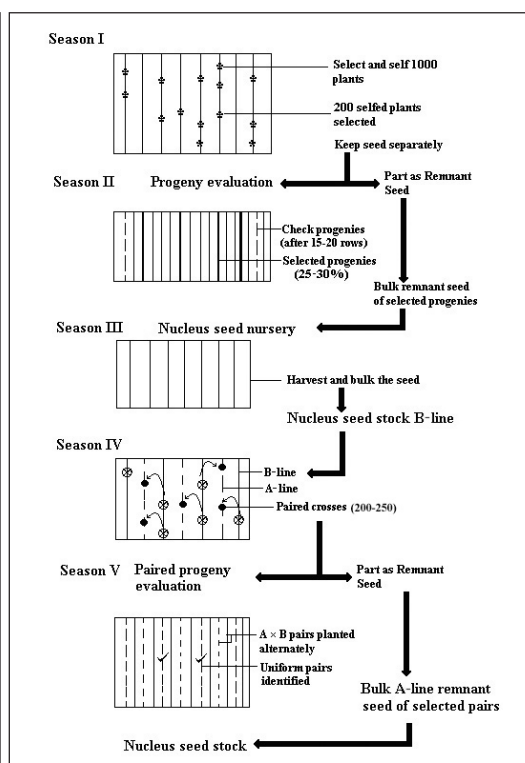 Season I
Select and self 1000
plants
200 selfed plants
selected
Keep seed separately
Season II
Progeny evaluation
Part as Remnant
Seed
Check progenies
(after 15-20 rows)
Selected progenies
(25-30%)
Bulk remnant seed
of selected progenies
Season III
Nucleus seed nursery
Harvest and bulk the seed
Nucleus seed stock B-line
Season IV
B-line
A-line
Paired crosses (200-250)
Season V
Paired progeny
evaluation
Part as Remnant
Seed
A × B pairs planted
alternately
Uniform pairs
identified
Bulk A-line remnant
seed of selected pairs
Nucleus seed stock